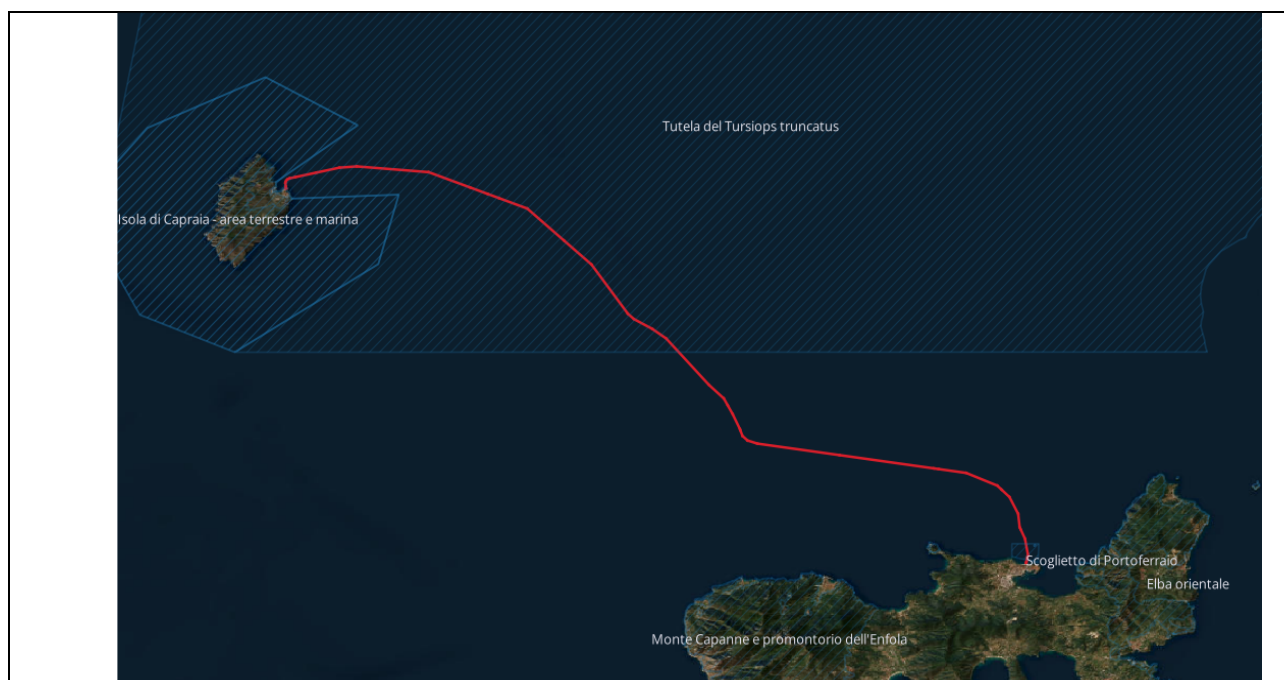 Tutela del Tursiops truncatus
Isola di Capraia - area terrestre e marina
Scoglietto di Portoferraio
Elba orientale
Monte Capanne e promontorio dell'Enfola